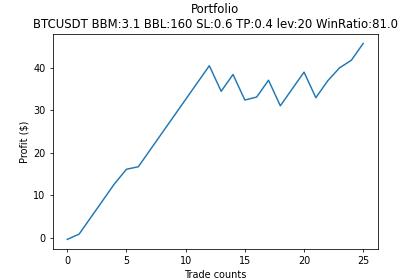 Portfolio
BTCUSDT BBM:3.1 BBL:160 SL:0.6 TP:0.4 lev:20 WinRatio:81.0
40
30
20
10
0
Profit ($)
0 5 10 15 20 25
Trade counts